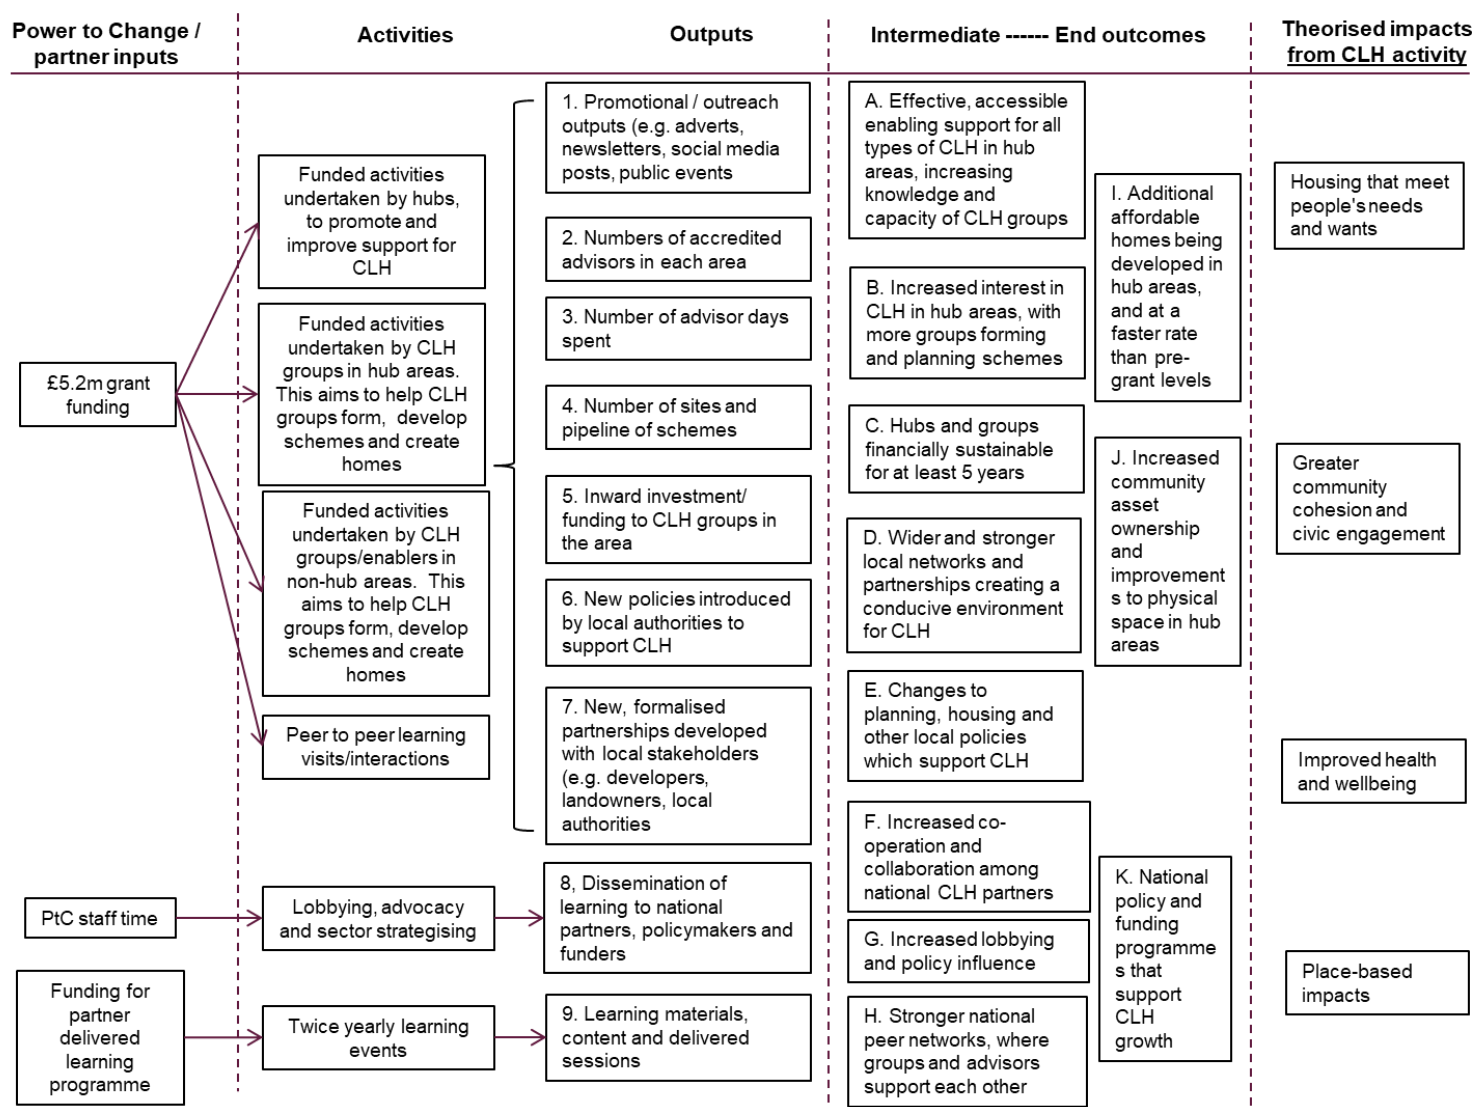 Power to Change /
partner inputs
Activities
Outputs
Intermediate ------ End outcomes
Theorised impacts
from CLH activity
£5.2m grant
funding
PtC staff time
Funding for
partner
delivered
learning
programme
Funded activities
undertaken by hubs,
to promote and
improve support for
CLH
Funded activities
undertaken by CLH
groups in hub areas.
This aims to help CLH
groups form, develop
schemes and create
homes
Funded activities
undertaken by CLH
groups/enablers in
non-hub areas. This
aims to help CLH
groups form, develop
schemes and create
homes
Peer to peer learning
visits/interactions
Lobbying, advocacy
and sector strategising
Twice yearly learning
events
1. Promotional / outreach
outputs (e.g. adverts,
newsletters, social media
posts, public events
2. Numbers of accredited
advisors in each area
3. Number of advisor days
spent
4. Number of sites and
pipeline of schemes
5. Inward investment/
funding to CLH groups in
the area
6. New policies introduced
by local authorities to
support CLH
7. New, formalised
partnerships developed
with local stakeholders
(e.g. developers,
landowners, local
authorities
8, Dissemination of
learning to national
partners, policymakers and
funders
9. Learning materials,
content and delivered
sessions
A. Effective, accessible
enabling support for all
types of CLH in hub
areas, increasing
knowledge and
capacity of CLH groups
B. Increased interest in
CLH in hub areas, with
more groups forming
and planning schemes
C. Hubs and groups
financially sustainable
for at least 5 years
D. Wider and stronger
local networks and
partnerships creating a
conducive environment
for CLH
E. Changes to
planning, housing and
other local policies
which support CLH
F. Increased co-
operation and
collaboration among
national CLH partners
G. Increased lobbying
and policy influence
H. Stronger national
peer networks, where
groups and advisors
support each other
I. Additional
affordable
homes being
developed in
hub areas,
and at a
faster rate
than pre-
grant levels
J. Increased
community
asset
ownership
and
improvement
s to physical
space in hub
areas
K. National
policy and
funding
programme
s that
support
CLH
growth
Housing that meet
people's needs
and wants
Greater
community
cohesion and
civic engagement
Improved health
and wellbeing
Place-based
impacts